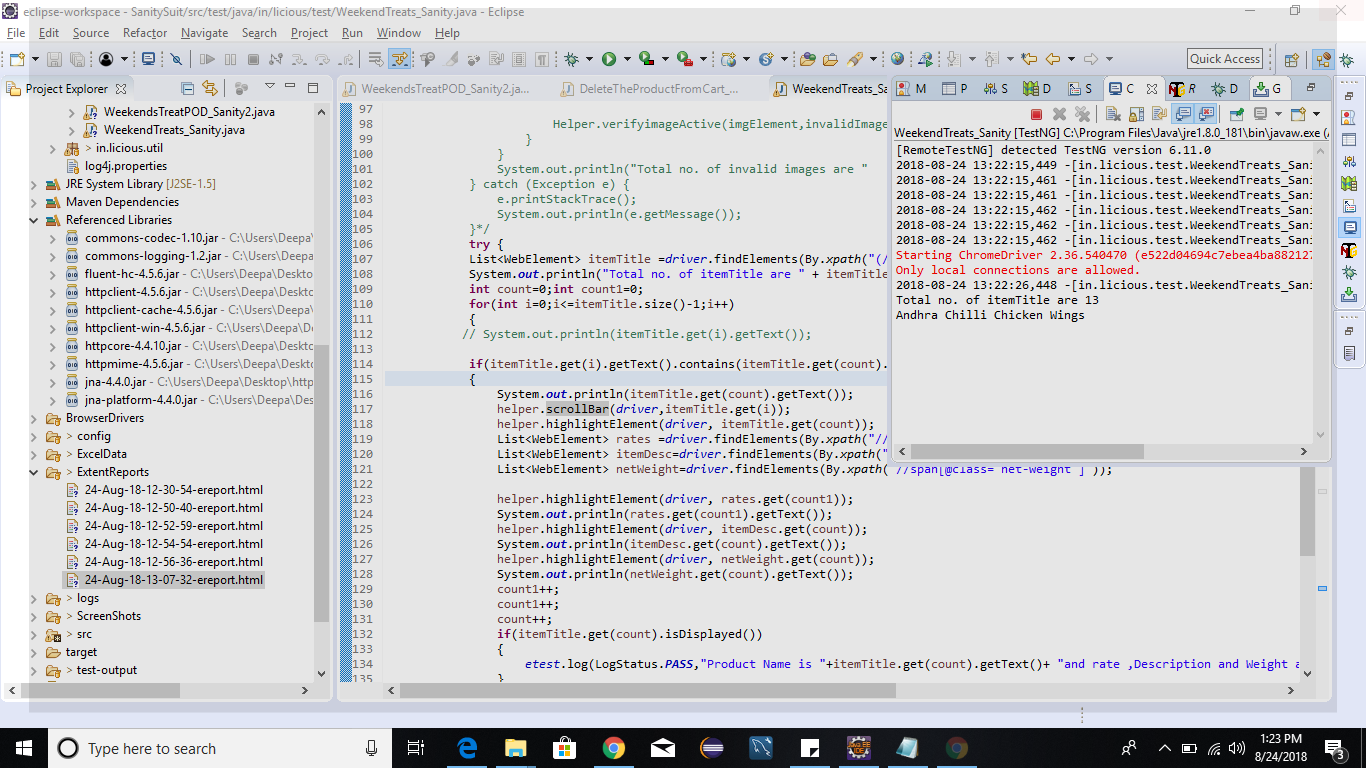 eclipse-workspace - SanitySuit/src/test/java/in/licious/test/WeekendTreats_Sanity.java - Eclipse
File Edit Source Refactor Navigate Search Project Run Window Help
Quick Access
Project Explorer
WeekendsTreatPOD_Sanity2.java
WeekendTreats_Sanity.java
> in.licious.util
log4j.properties
JRE System Library [J2SE-1.5]
Maven Dependencies
Referenced Libraries
commons-codec-1.10.jar - C:\Users\Deepa\
commons-logging-1.2.jar - C:\Users\Deepa
fluent-hc-4.5.6.jar - C:\Users\Deepa\Deskto
httpclient-4.5.6.jar - C:\Users\Deepa\Deskto
httpclient-cache-4.5.6.jar - C:\Users\Deepa
httpclient-win-4.5.6.jar - C:\Users\Deepa\D
httpcore-4.4.10.jar - C:\Users\Deepa\Deskto
httpmime-4.5.6.jar - C:\Users\Deepa\Deskto
jna-4.4.0.jar - C:\Users\Deepa\Desktop\http
jna-platform-4.4.0.jar - C:\Users\Deepa\De
BrowserDrivers
> config
> ExcelData
> ExtentReports
24-Aug-18-12-30-54-ereport.html
24-Aug-18-12-50-40-ereport.html
24-Aug-18-12-52-59-ereport.html
24-Aug-18-12-54-54-ereport.html
24-Aug-18-12-56-36-ereport.html
24-Aug-18-13-07-32-ereport.html
> logs
> ScreenShots
> src
target
> test-output
WeekendsTreatPOD_Sanity2.ja... DeleteTheProductFromCart_... WeekendTreats_Sa
97
98 Helper.verifyimageActive(imgElement,invalidImage
99 }
100 }
101 System.out.println("Total no. of invalid images are "
102 } catch (Exception e) {
103 e.printStackTrace();
104 System.out.println(e.getMessage());
105 }*/
106 try {
107 List<WebElement> itemTitle =driver.findElements(By.xpath("(/
108 System.out.println("Total no. of itemTitle are " + itemTitle
109 int count=0;int count1=0;
110 for(int i=0;i<=itemTitle.size()-1;i++)
111 {
112 // System.out.println(itemTitle.get(i).getText());
113
114 if(itemTitle.get(i).getText().contains(itemTitle.get(count).
115 {
116 System.out.println(itemTitle.get(count).getText());
117 helper.scrollBar(driver,itemTitle.get(i));
118 helper.highlightElement(driver, itemTitle.get(count));
119 List<WebElement> rates =driver.findElements(By.xpath("//
120 List<WebElement> itemDesc=driver.findElements(By.xpath("
121 List<WebElement> netWeight=driver.findElements(By.xpath("//span[@class='net-weight']"));
122
123 helper.highlightElement(driver, rates.get(count1));
124 System.out.println(rates.get(count1).getText());
125 helper.highlightElement(driver, itemDesc.get(count));
126 System.out.println(itemDesc.get(count).getText());
127 helper.highlightElement(driver, netWeight.get(count));
128 System.out.println(netWeight.get(count).getText());
129 count1++;
130 count1++;
131 count++;
132 if(itemTitle.get(count).isDisplayed())
133 {
134 etest.log(LogStatus.PASS,"Product Name is "+itemTitle.get(count).getText()+ "and rate ,Description and Weight a
135 }
M P S D S C R D G
WeekendTreats_Sanity [TestNG] C:\Program Files\Java\jre1.8.0_181\bin\javaw.exe (
[RemoteTestNG] detected TestNG version 6.11.0
2018-08-24 13:22:15,449 -[in.licious.test.WeekendTreats_Sani
2018-08-24 13:22:15,461 -[in.licious.test.WeekendTreats_Sani
2018-08-24 13:22:15,461 -[in.licious.test.WeekendTreats_Sani
2018-08-24 13:22:15,462 -[in.licious.test.WeekendTreats_Sani
2018-08-24 13:22:15,462 -[in.licious.test.WeekendTreats_Sani
2018-08-24 13:22:15,462 -[in.licious.test.WeekendTreats_Sani
Starting ChromeDriver 2.36.540470 (e522d04694c7ebea4ba882127
Only local connections are allowed.
2018-08-24 13:22:26,448 -[in.licious.test.WeekendTreats_Sani
Total no. of itemTitle are 13
Andhra Chilli Chicken Wings
Type here to search
1:23 PM
8/24/2018
3